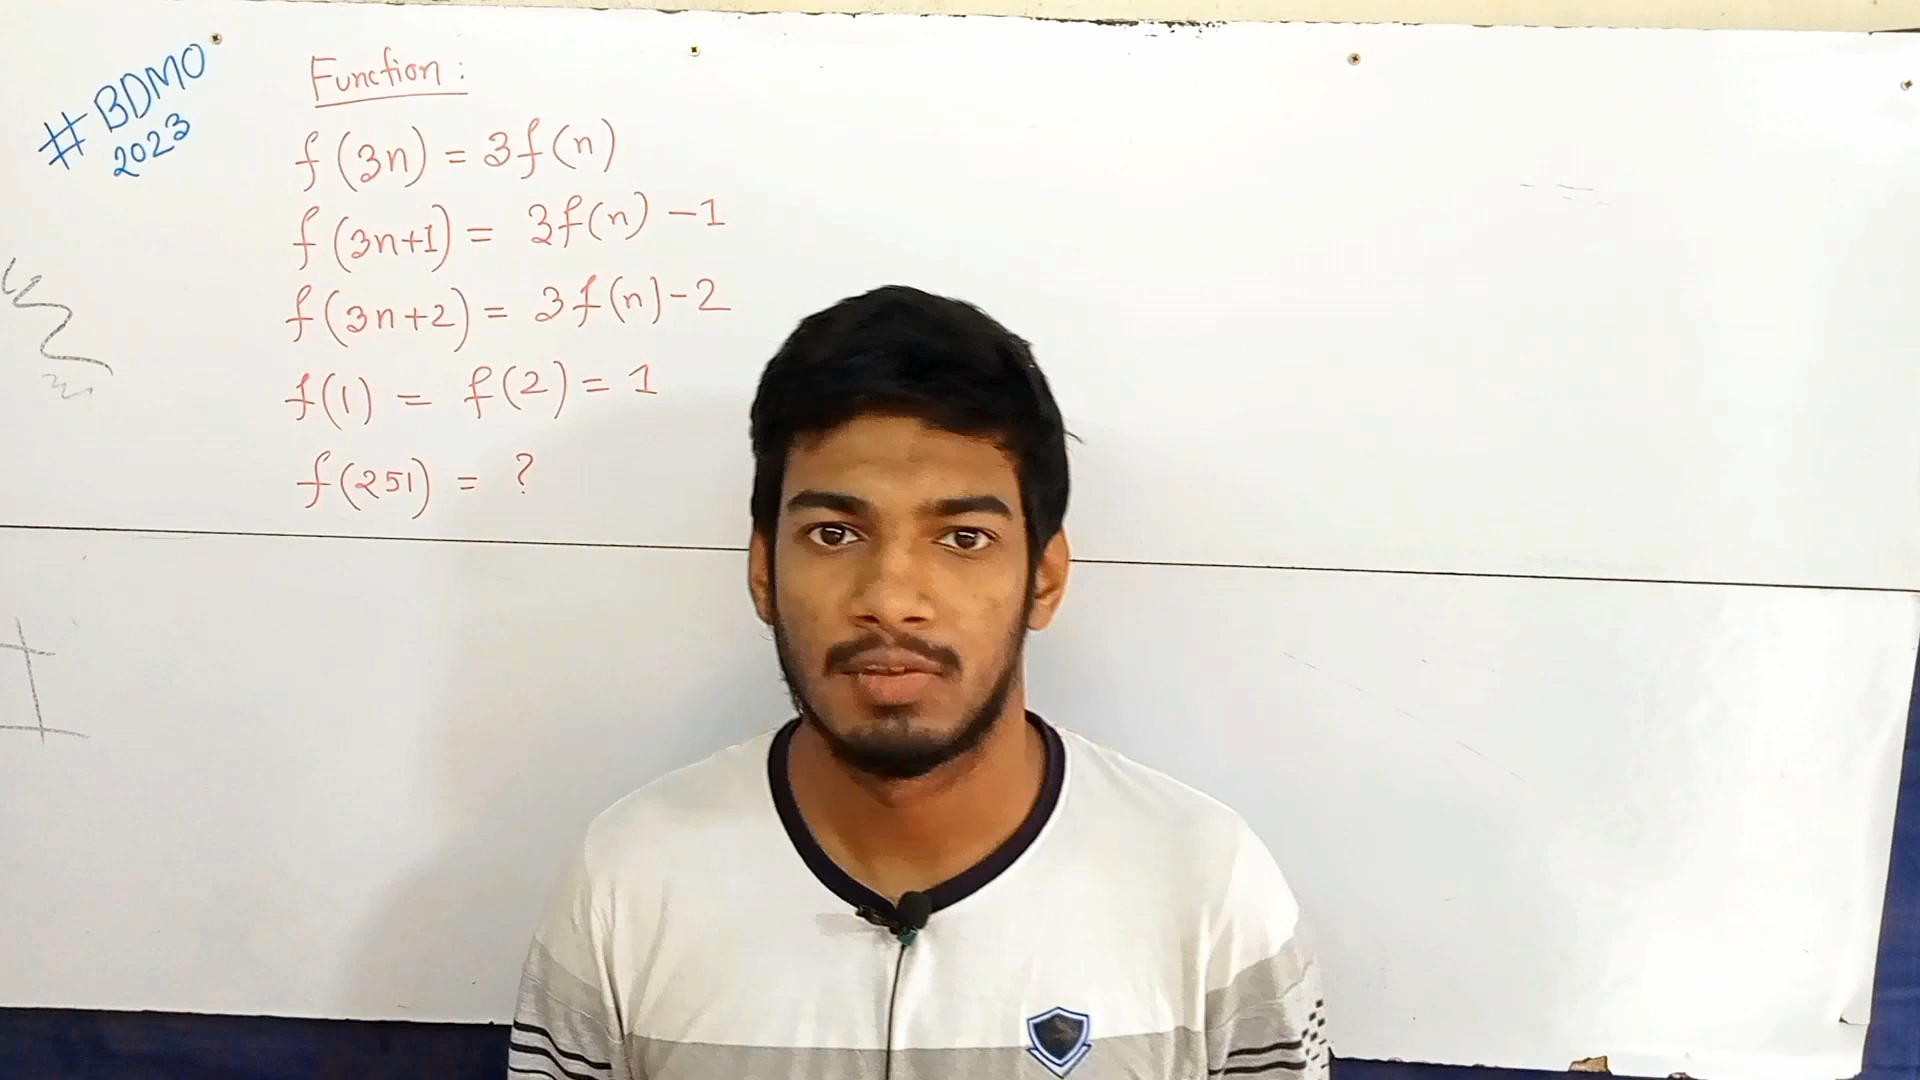 #BDMO
2023
Function:
f(3n) = 3f(n)
f(3n+1) = 3f(n) -1
f(3n+2) = 3f(n)-2
f(1) = f(2) = 1
f(251) = ?